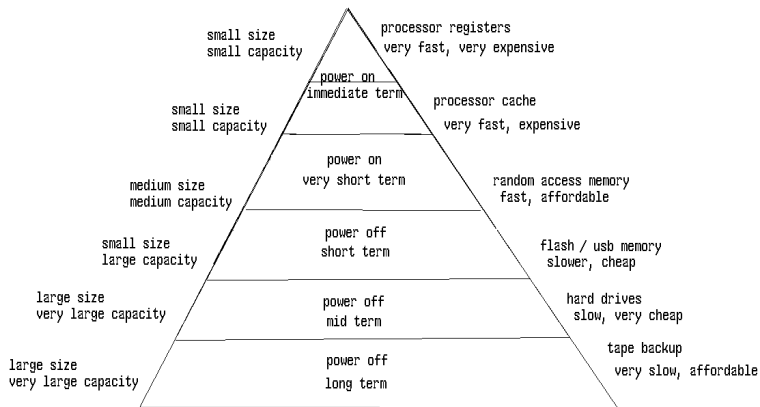 small size
small capacity
processor registers
very fast, very expensive
power on
immediate term
small size
small capacity
processor cache
very fast, expensive
power on
very short term
medium size
medium capacity
random access memory
fast, affordable
power off
short term
small size
large capacity
flash / usb memory
slower, cheap
large size
very large capacity
power off
mid term
hard drives
slow, very cheap
large size
very large capacity
power off
long term
tape backup
very slow, affordable